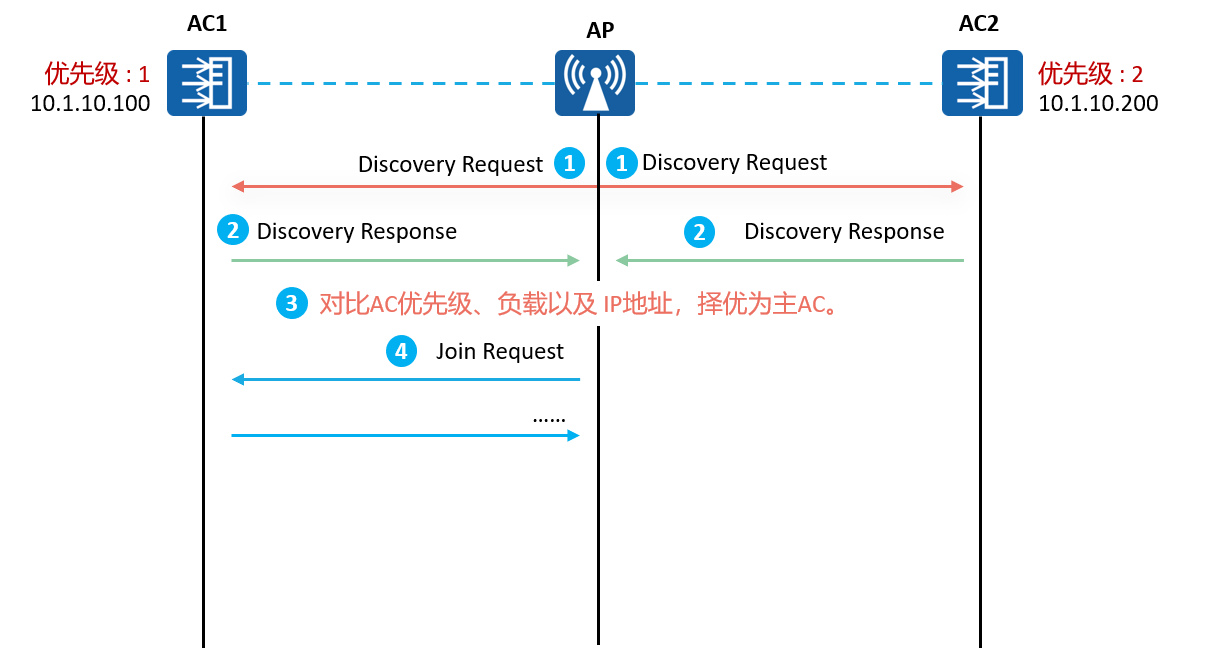 AC1
AP
AC2
优先级 : 1
10.1.10.100
优先级 : 2
10.1.10.200
Discovery Request 1
1 Discovery Request
2 Discovery Response
2 Discovery Response
3 对比AC优先级、负载以及 IP地址，择优为主AC。
4 Join Request
......